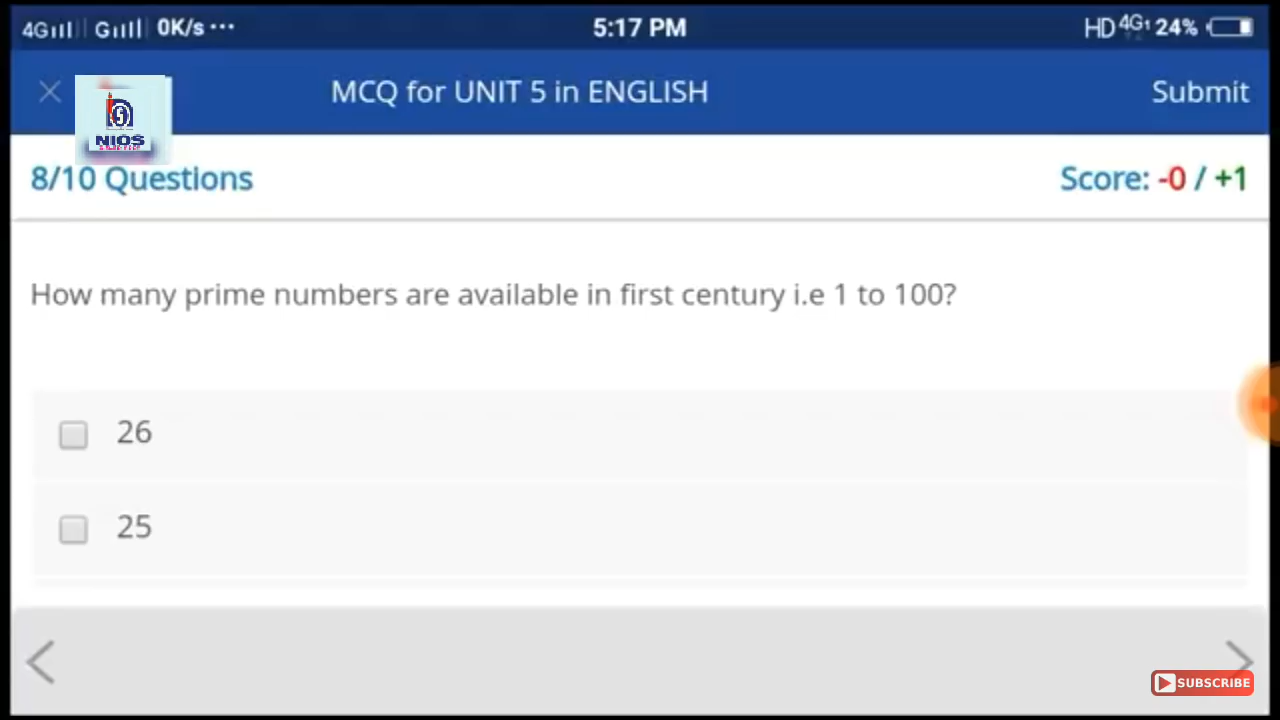 4G G 0K/s ··· 5:17 PM HD 4G 24%
MCQ for UNIT 5 in ENGLISH Submit
NIOS
8/10 Questions Score: -0 / +1
How many prime numbers are available in first century i.e 1 to 100?
26
25
SUBSCRIBE